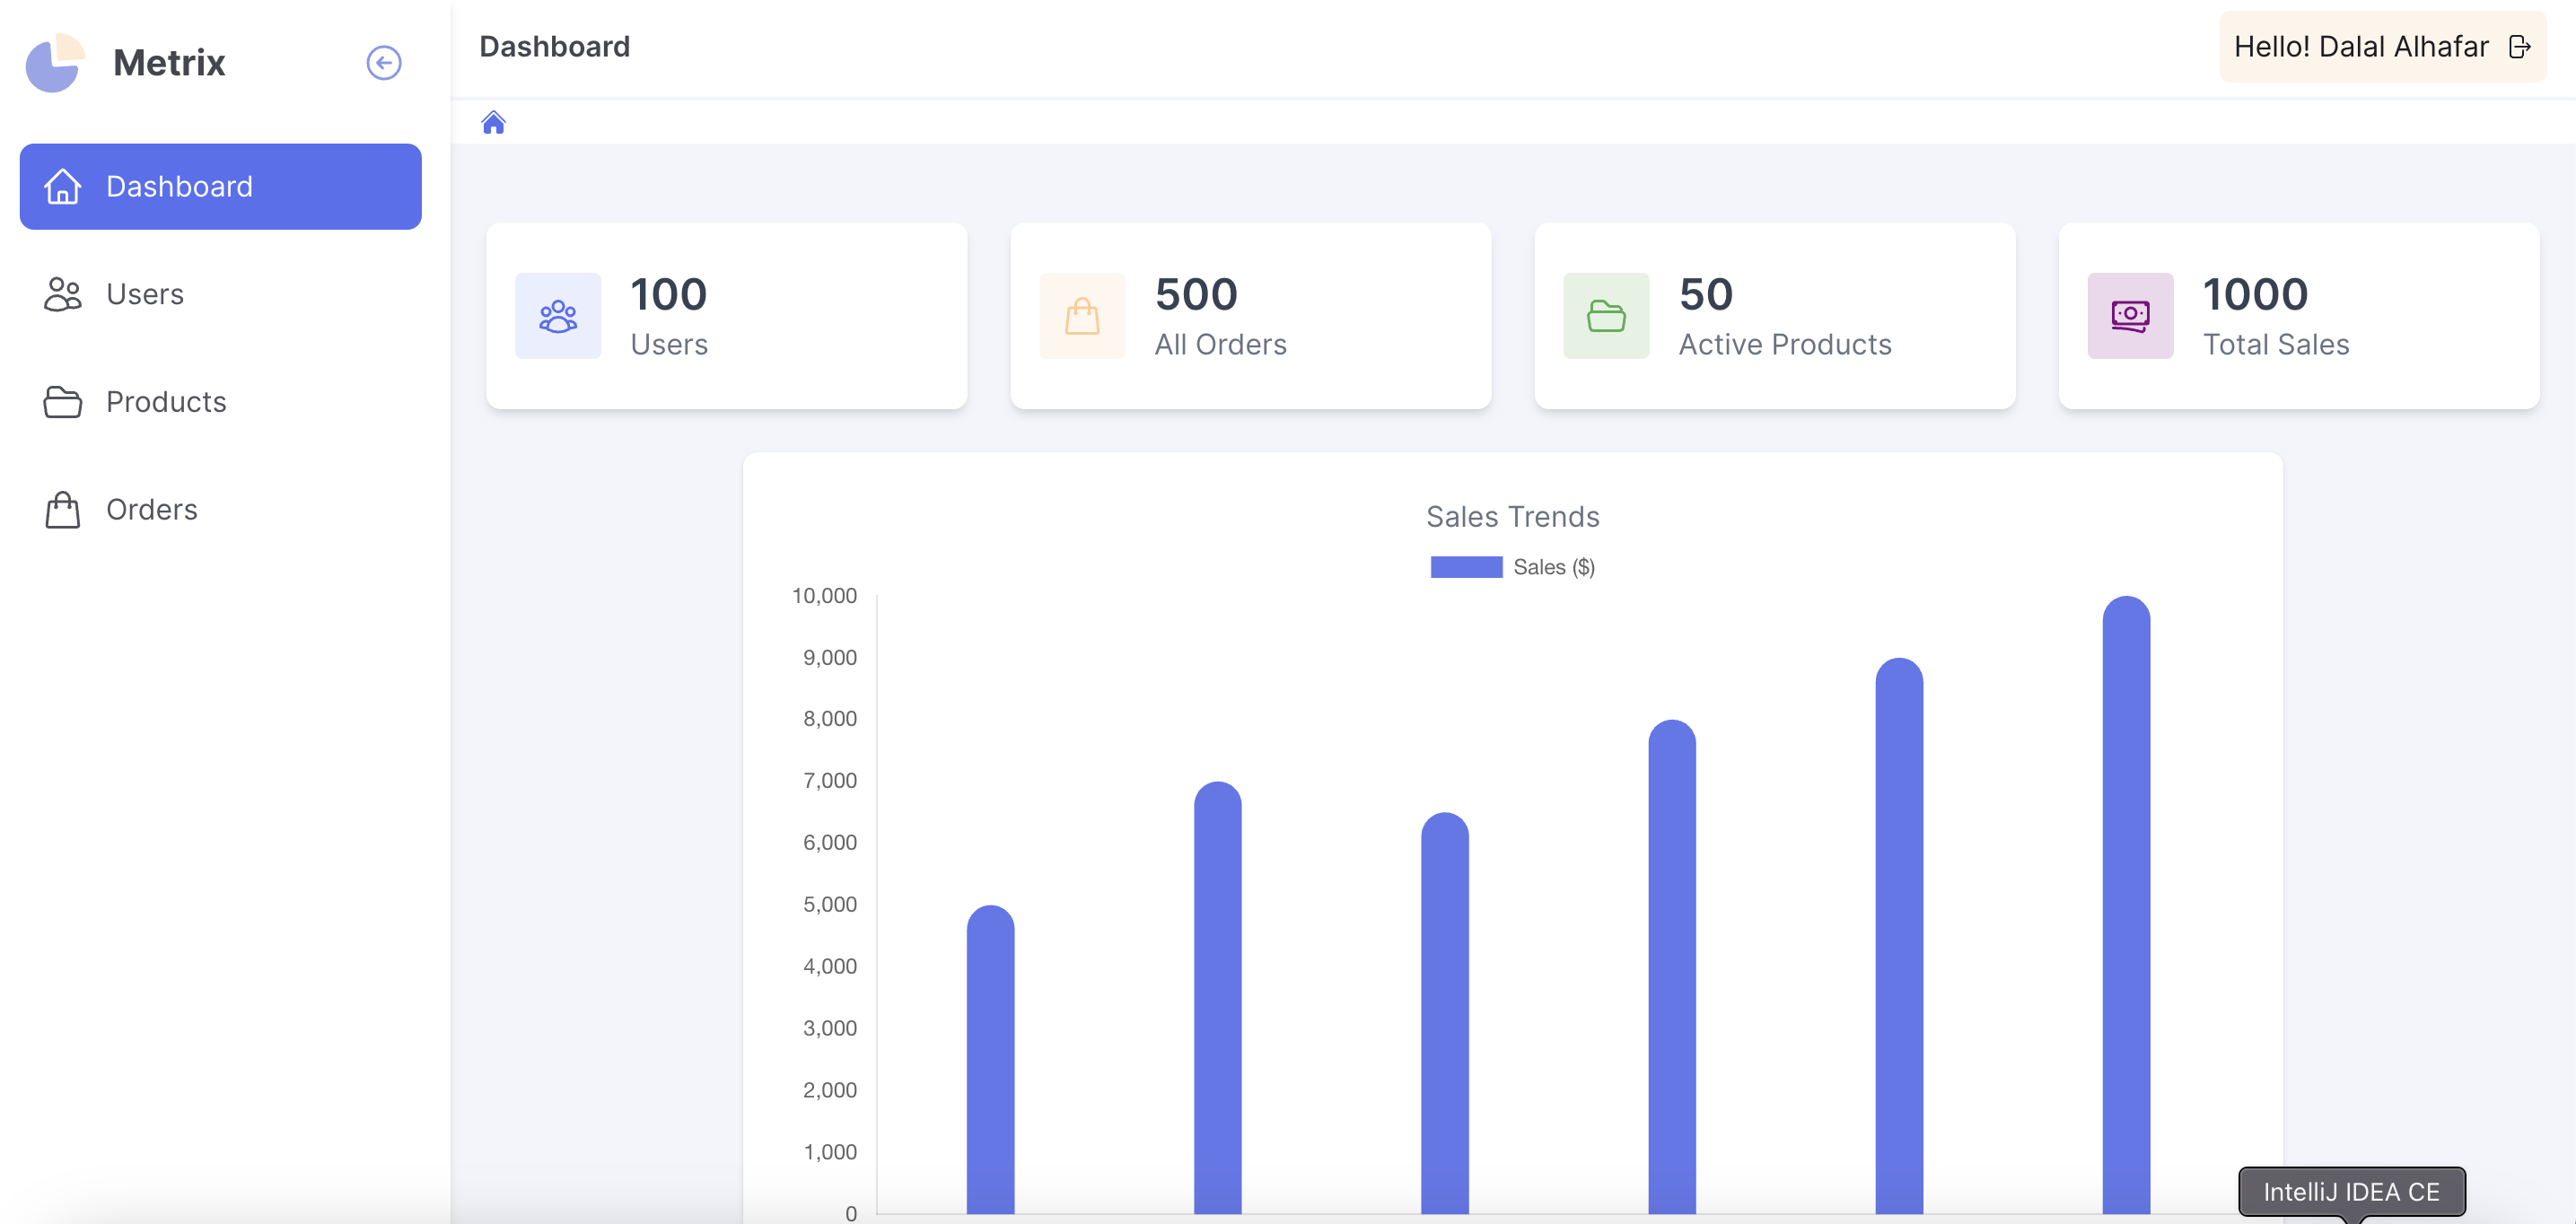 Metrix
Dashboard
Users
Products
Orders
Dashboard
Hello! Dalal Alhafar
100
Users
500
All Orders
50
Active Products
1000
Total Sales
Sales Trends
Sales ($)
10,000
9,000
8,000
7,000
6,000
5,000
4,000
3,000
2,000
1,000
0
IntelliJ IDEA CE